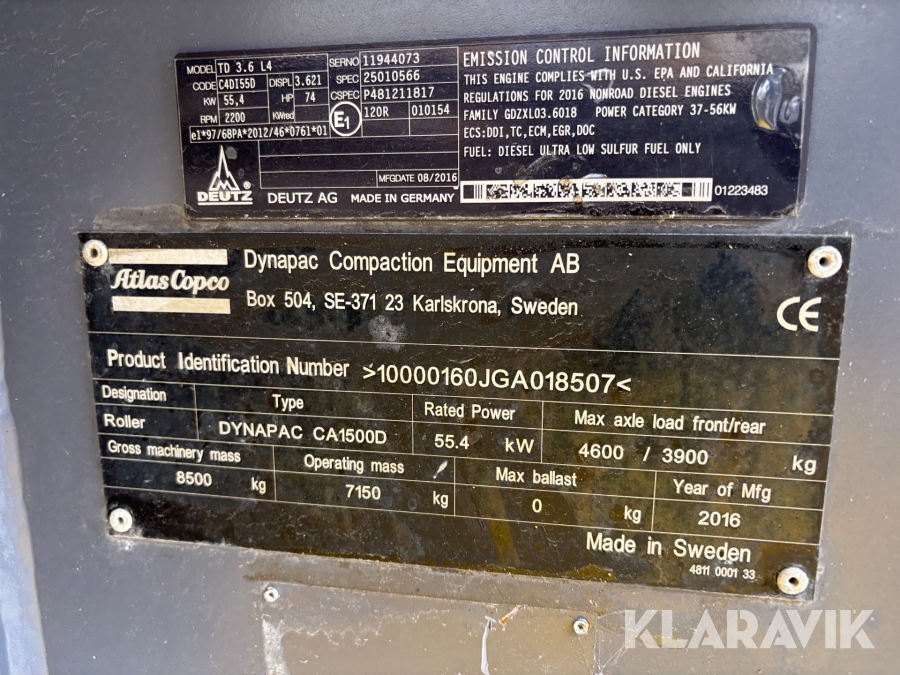 MODEL TD 3.6 L4
CODE C4DI55D DISPL 3.621
KW 55,4 HP 74
RPM 2200 KWred
e1*97/68PA*2012/46*0761*01
SERNO 11944073
SPEC 25010566
CSPEC P481211817
E1 120R 010154
MFGDATE 08/2016
DEUTZ
DEUTZ AG MADE IN GERMANY
EMISSION CONTROL INFORMATION
THIS ENGINE COMPLIES WITH U.S. EPA AND CALIFORNIA
REGULATIONS FOR 2016 NONROAD DIESEL ENGINES
FAMILY GDZXL03.6018 POWER CATEGORY 37-56KW
ECS:DDI,TC,ECM,EGR,DOC
FUEL: DIESEL ULTRA LOW SULFUR FUEL ONLY
01223483
Atlas Copco
Dynapac Compaction Equipment AB
Box 504, SE-371 23 Karlskrona, Sweden
CE
Product Identification Number >10000160JGA018507<
Designation Type Rated Power Max axle load front/rear
Roller DYNAPAC CA1500D 55.4 kW 4600 / 3900 kg
Gross machinery mass Operating mass Max ballast Year of Mfg
8500 kg 7150 kg 0 kg 2016
Made in Sweden
4811 0001 33
KLARAVIK